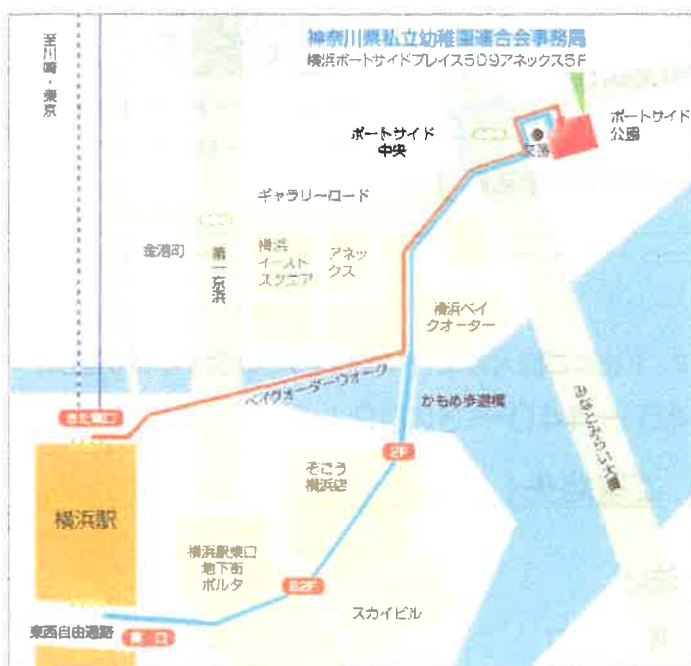 神奈川県私立幼稚園連合会事務局
横浜ポートサイドプレイス509アネックス5F
至川崎・東京
ポートサイド
公園
ポートサイド
中央
交番
ギャラリーロード
金港町
第一京浜
横浜
イースト
スクエア
アネッ
クス
横浜ベイ
クオーター
ベイクオーターウォーク
かもめ歩道橋
きた東口
2F
そごう
横浜店
横浜駅
横浜駅東口
地下街
ポルタ
B2F
スカイビル
東西自由通路
東口